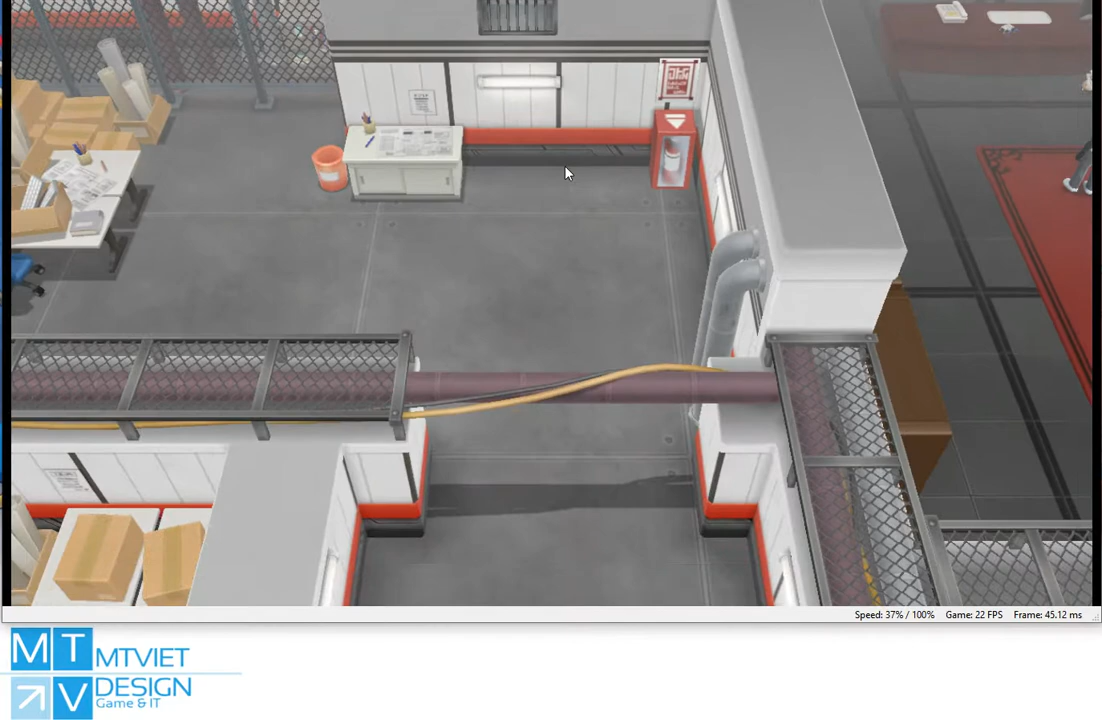 Speed: 37% / 100% Game: 22 FPS Frame: 45.12 ms
MT MTVIET
V DESIGN
Game & IT